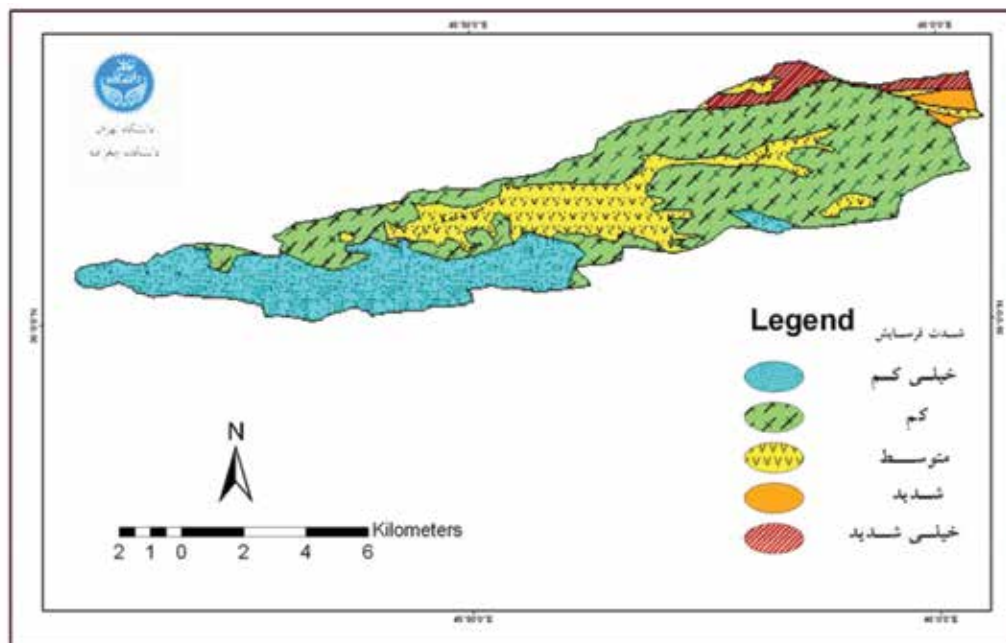 دانشگاه تهران
دانشکده جغرافیا
Legend
شدت فرسایش
خیلی کم
کم
متوسط
شدید
خیلی شدید
N
Kilometers
2 1 0 2 4 6